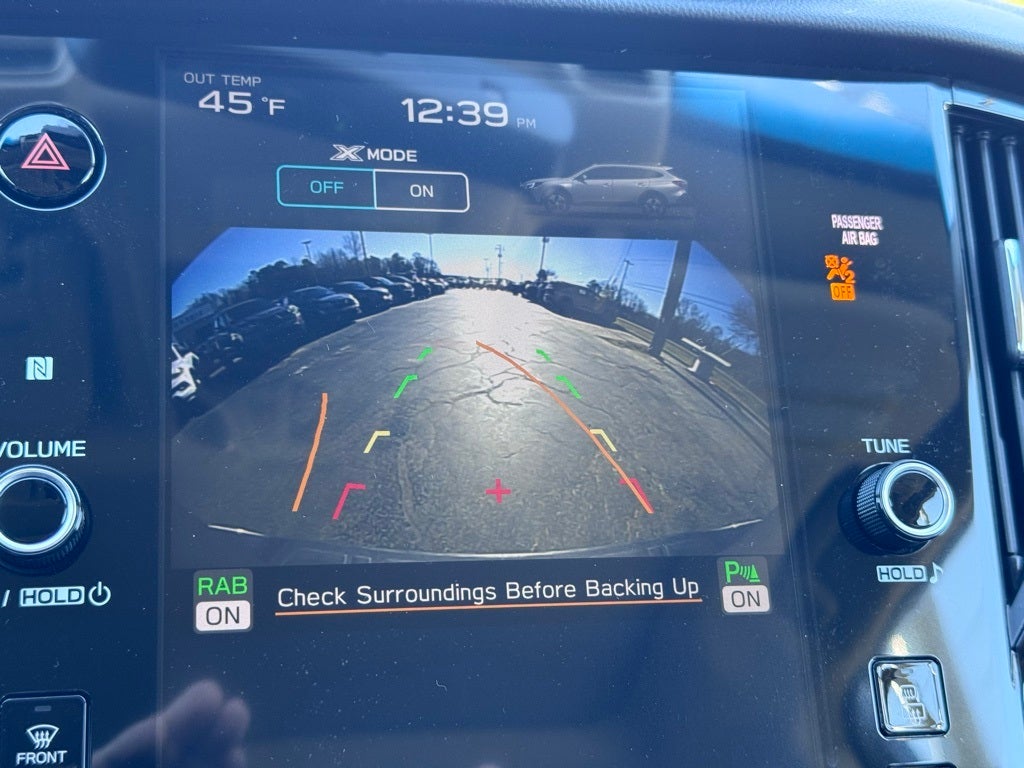 OUT TEMP
45 °F
12:39 PM
X MODE
OFF ON
PASSENGER
AIR BAG
2
OFF
N
VOLUME
TUNE
/ HOLD
HOLD
RAB
ON
Check Surroundings Before Backing Up
P
ON
FRONT